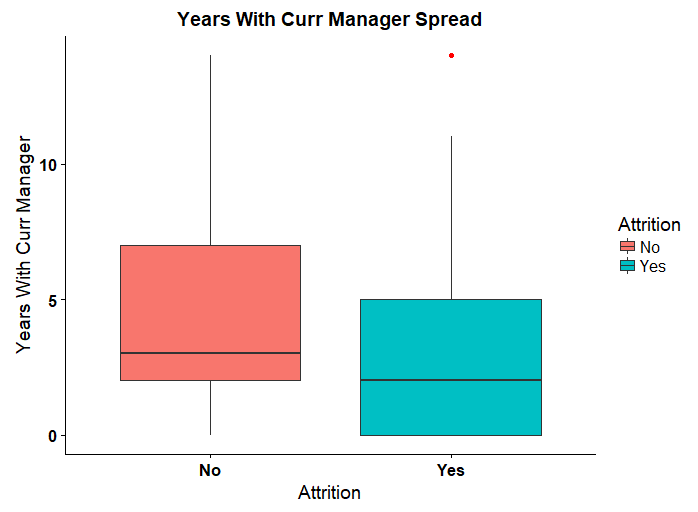 Years With Curr Manager Spread
Years With Curr Manager
10
5
0
No
Yes
Attrition
Attrition
No
Yes